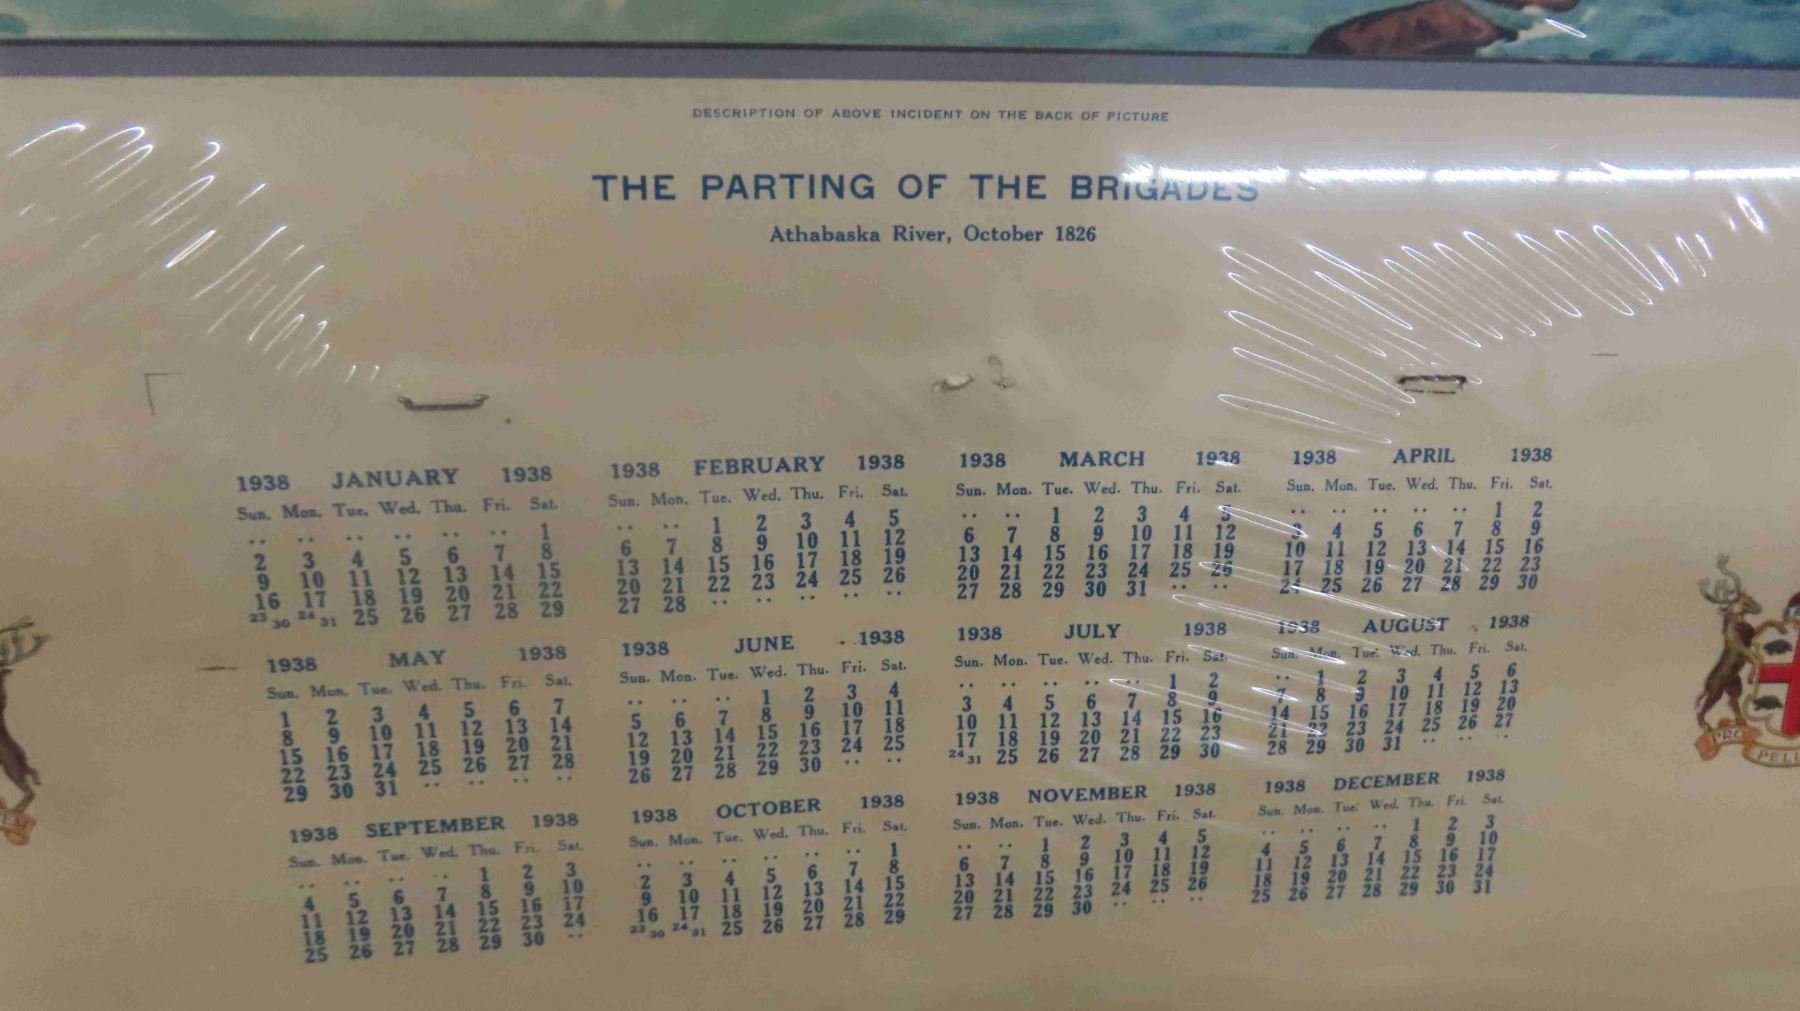 DESCRIPTION OF ABOVE INCIDENT ON THE BACK OF PICTURE
THE PARTING OF THE BRIGADES
Athabaska River, October 1826
1938 JANUARY 1938
Sun. Mon. Tue. Wed. Thu. Fri. Sat.
.. .. .. .. .. .. 1
2 3 4 5 6 7 8
9 10 11 12 13 14 15
16 17 18 19 20 21 22
23 30 24 31 25 26 27 28 29
1938 FEBRUARY 1938
Sun. Mon. Tue. Wed. Thu. Fri. Sat.
.. .. 1 2 3 4 5
6 7 8 9 10 11 12
13 14 15 16 17 18 19
20 21 22 23 24 25 26
27 28 .. .. .. .. ..
1938 MARCH 1938
Sun. Mon. Tue. Wed. Thu. Fri. Sat.
.. .. 1 2 3 4 5
6 7 8 9 10 11 12
13 14 15 16 17 18 19
20 21 22 23 24 25 26
27 28 29 30 31 .. ..
1938 APRIL 1938
Sun. Mon. Tue. Wed. Thu. Fri. Sat.
.. .. .. .. .. 1 2
3 4 5 6 7 8 9
10 11 12 13 14 15 16
17 18 19 20 21 22 23
24 25 26 27 28 29 30
1938 MAY 1938
Sun. Mon. Tue. Wed. Thu. Fri. Sat.
1 2 3 4 5 6 7
8 9 10 11 12 13 14
15 16 17 18 19 20 21
22 23 24 25 26 27 28
29 30 31 .. .. .. ..
1938 JUNE 1938
Sun. Mon. Tue. Wed. Thu. Fri. Sat.
.. .. .. 1 2 3 4
5 6 7 8 9 10 11
12 13 14 15 16 17 18
19 20 21 22 23 24 25
26 27 28 29 30 .. ..
1938 JULY 1938
Sun. Mon. Tue. Wed. Thu. Fri. Sat.
.. .. .. .. .. 1 2
3 4 5 6 7 8 9
10 11 12 13 14 15 16
17 18 19 20 21 22 23
24 31 25 26 27 28 29 30
1938 AUGUST 1938
Sun. Mon. Tue. Wed. Thu. Fri. Sat.
.. 1 2 3 4 5 6
7 8 9 10 11 12 13
14 15 16 17 18 19 20
21 22 23 24 25 26 27
28 29 30 31 .. .. ..
1938 SEPTEMBER 1938
Sun. Mon. Tue. Wed. Thu. Fri. Sat.
.. .. .. .. 1 2 3
4 5 6 7 8 9 10
11 12 13 14 15 16 17
18 19 20 21 22 23 24
25 26 27 28 29 30 ..
1938 OCTOBER 1938
Sun. Mon. Tue. Wed. Thu. Fri. Sat.
.. .. .. .. .. .. 1
2 3 4 5 6 7 8
9 10 11 12 13 14 15
16 17 18 19 20 21 22
23 30 24 31 25 26 27 28 29
1938 NOVEMBER 1938
Sun. Mon. Tue. Wed. Thu. Fri. Sat.
.. .. 1 2 3 4 5
6 7 8 9 10 11 12
13 14 15 16 17 18 19
20 21 22 23 24 25 26
27 28 29 30 .. .. ..
1938 DECEMBER 1938
Sun. Mon. Tue. Wed. Thu. Fri. Sat.
.. .. .. .. 1 2 3
4 5 6 7 8 9 10
11 12 13 14 15 16 17
18 19 20 21 22 23 24
25 26 27 28 29 30 31
PRO